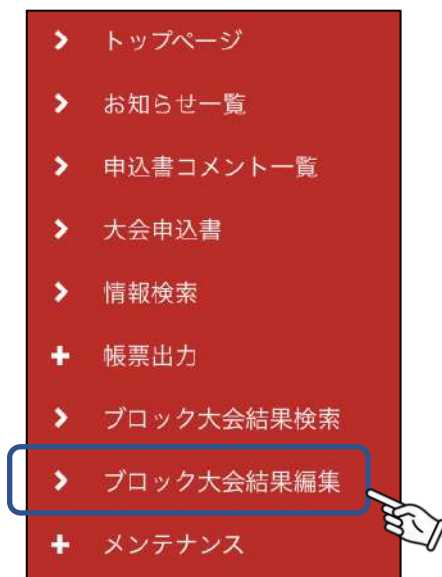 トップページ
お知らせ一覧
申込書コメント一覧
大会申込書
情報検索
帳票出力
ブロック大会結果検索
ブロック大会結果編集
メンテナンス